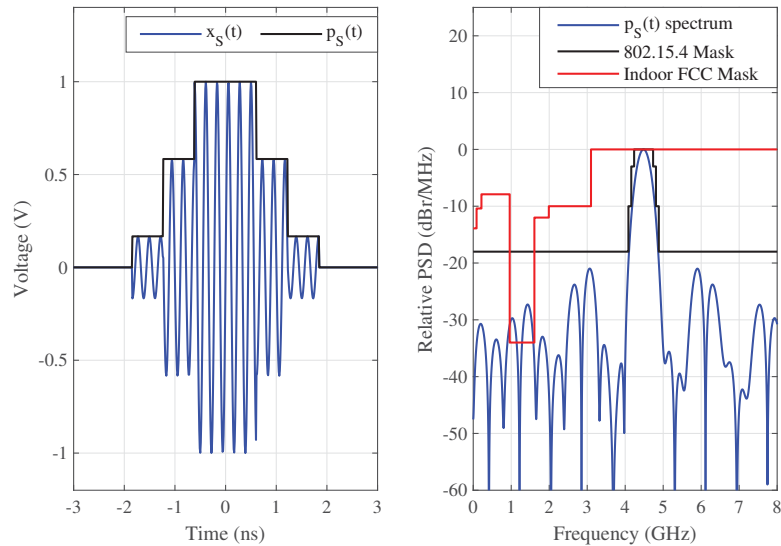 x_S(t) p_S(t)
1
0.5
0
-0.5
-1
Voltage (V)
-3 -2 -1 0 1 2 3
Time (ns)
p_S(t) spectrum
802.15.4 Mask
Indoor FCC Mask
20
10
0
-10
-20
-30
-40
-50
-60
Relative PSD (dBr/MHz)
0 1 2 3 4 5 6 7 8
Frequency (GHz)